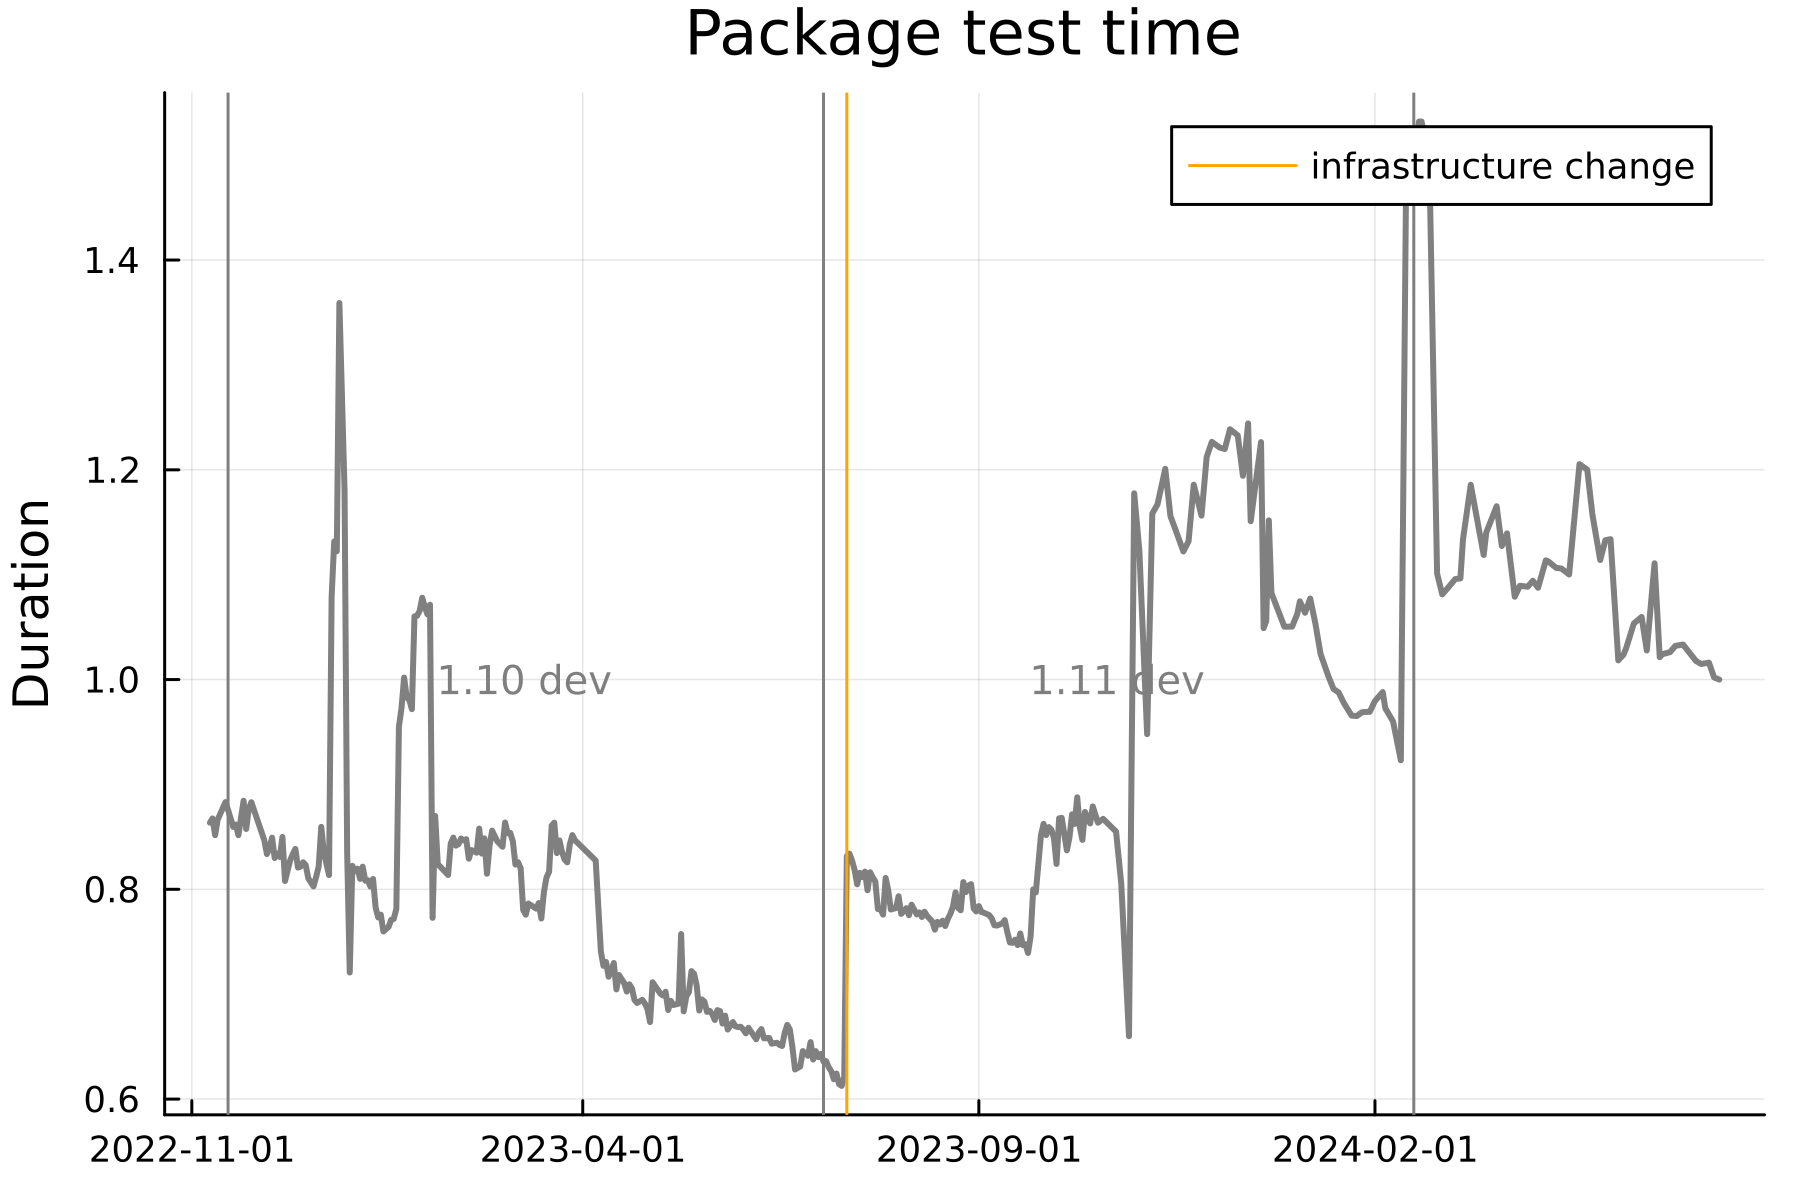 Package test time
infrastructure change
Duration
1.4
1.2
1.0
0.8
0.6
1.10 dev
1.11 dev
2022-11-01
2023-04-01
2023-09-01
2024-02-01